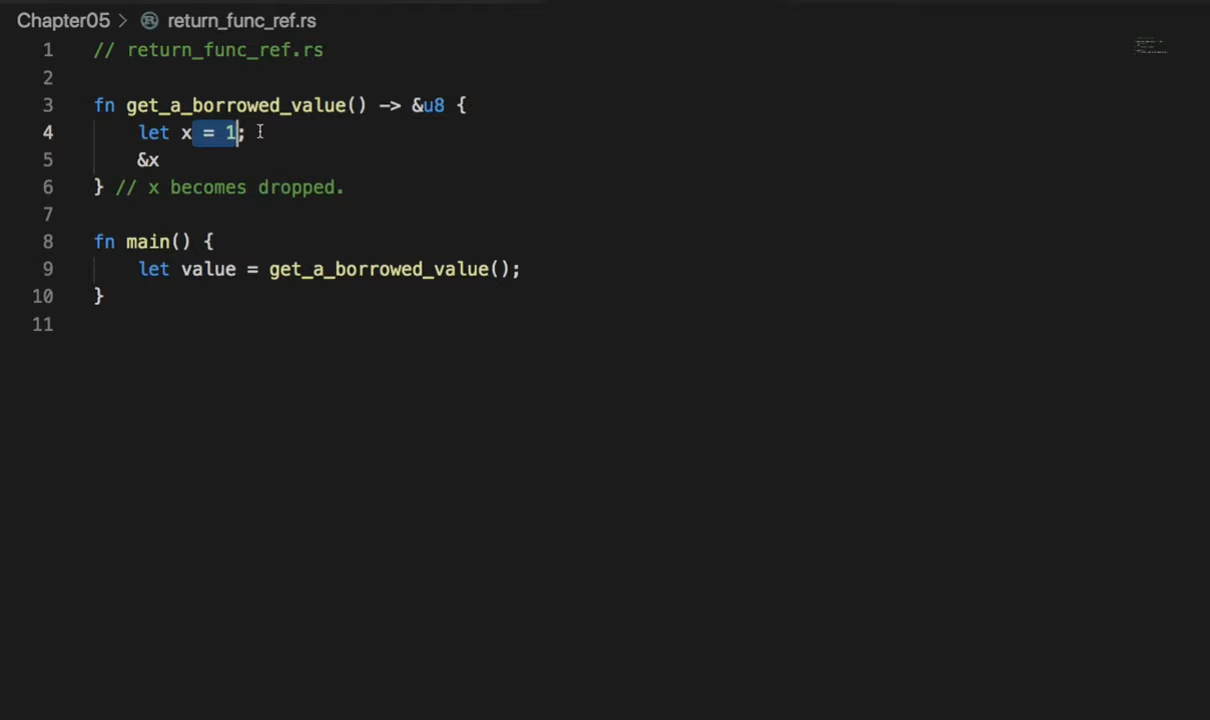 Chapter05 > return_func_ref.rs
1 // return_func_ref.rs
2
3 fn get_a_borrowed_value() -> &u8 {
4     let x = 1;
5     &x
6 } // x becomes dropped.
7
8 fn main() {
9     let value = get_a_borrowed_value();
10 }
11